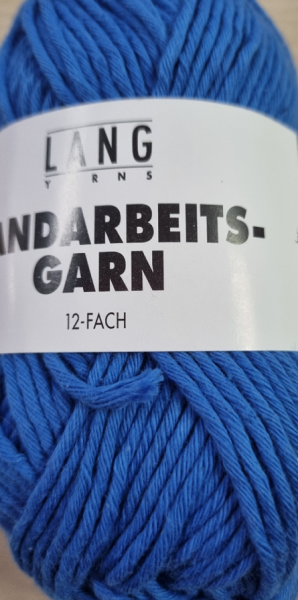 LANG
YARNS
ANDARBEITS-
GARN
12-FACH